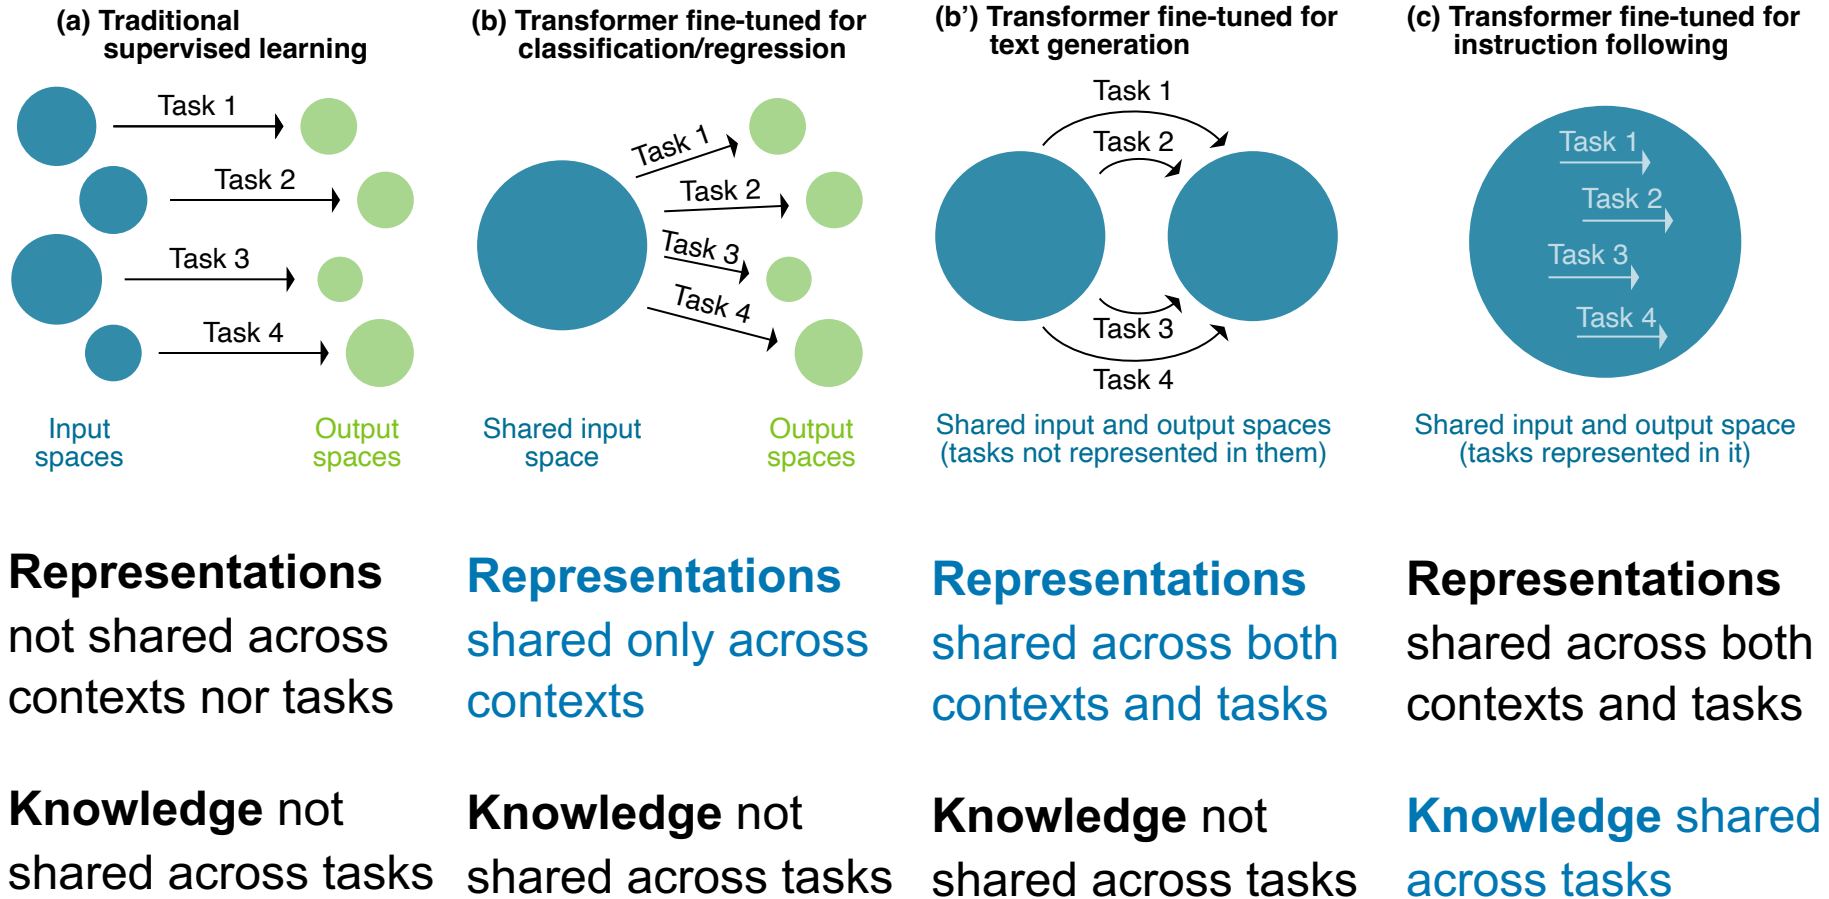 (a) Traditional
supervised learning
Task 1
Task 2
Task 3
Task 4
Input
spaces
Output
spaces
Representations
not shared across
contexts nor tasks
Knowledge not
shared across tasks
(b) Transformer fine-tuned for
classification/regression
Task 1
Task 2
Task 3
Task 4
Shared input
space
Output
spaces
Representations
shared only across
contexts
Knowledge not
shared across tasks
(b') Transformer fine-tuned for
text generation
Task 1
Task 2
Task 3
Task 4
Shared input and output spaces
(tasks not represented in them)
Representations
shared across both
contexts and tasks
Knowledge not
shared across tasks
(c) Transformer fine-tuned for
instruction following
Task 1
Task 2
Task 3
Task 4
Shared input and output space
(tasks represented in it)
Representations
shared across both
contexts and tasks
Knowledge shared
across tasks